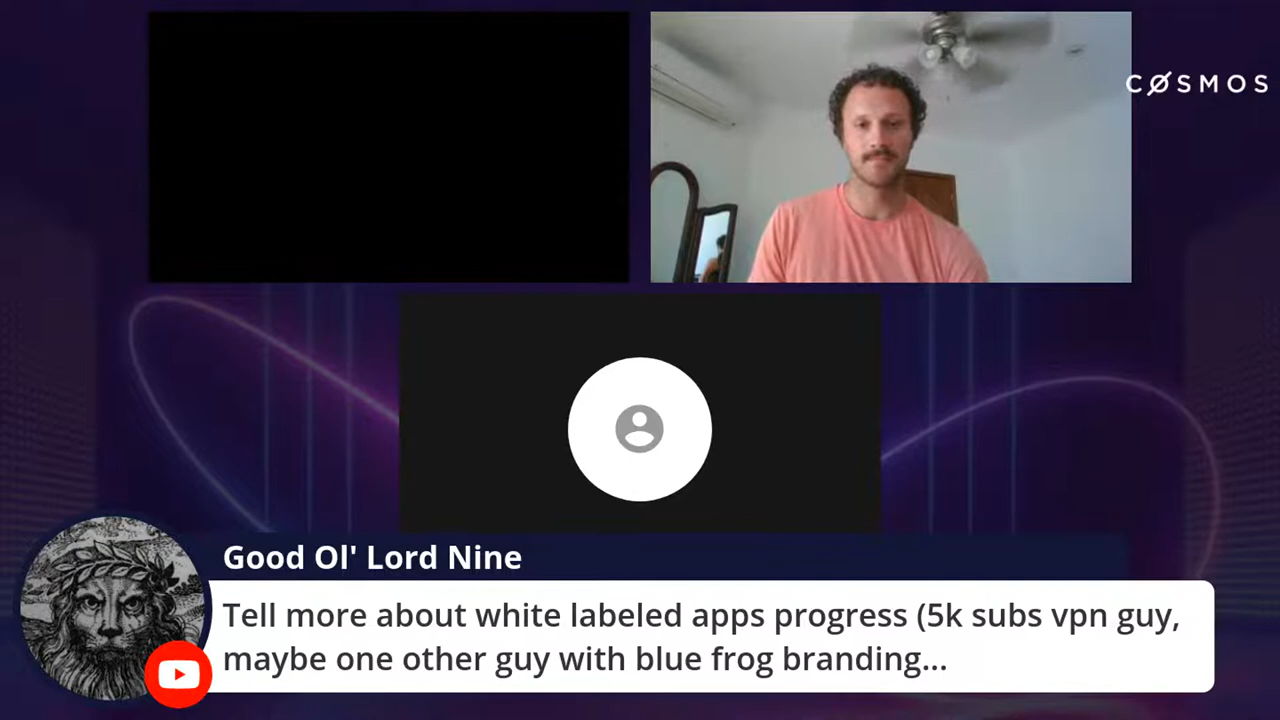 CØSMOS
Good Ol' Lord Nine
Tell more about white labeled apps progress (5k subs vpn guy,
maybe one other guy with blue frog branding...